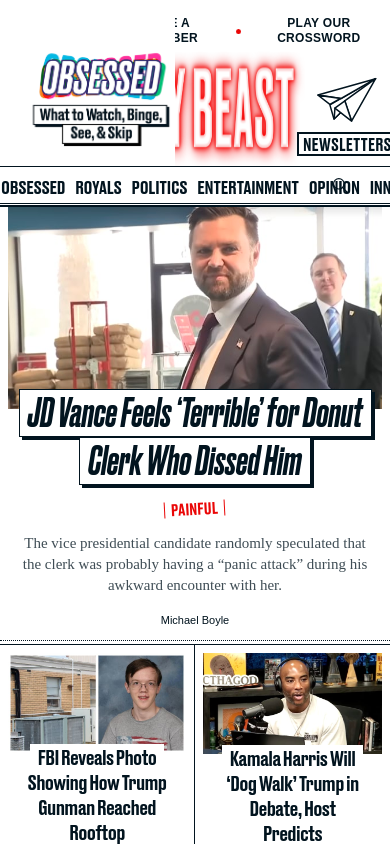 E A
BER
PLAY OUR
CROSSWORD
OBSESSED
What to Watch, Binge,
See, & Skip
Y BEAST
NEWSLETTERS
OBSESSED ROYALS POLITICS ENTERTAINMENT OPINION INN
JD Vance Feels ‘Terrible’ for Donut
Clerk Who Dissed Him
PAINFUL
The vice presidential candidate randomly speculated that
the clerk was probably having a “panic attack” during his
awkward encounter with her.
Michael Boyle
CTHAGOD
FBI Reveals Photo
Showing How Trump
Gunman Reached
Rooftop
Kamala Harris Will
‘Dog Walk’ Trump in
Debate, Host
Predicts